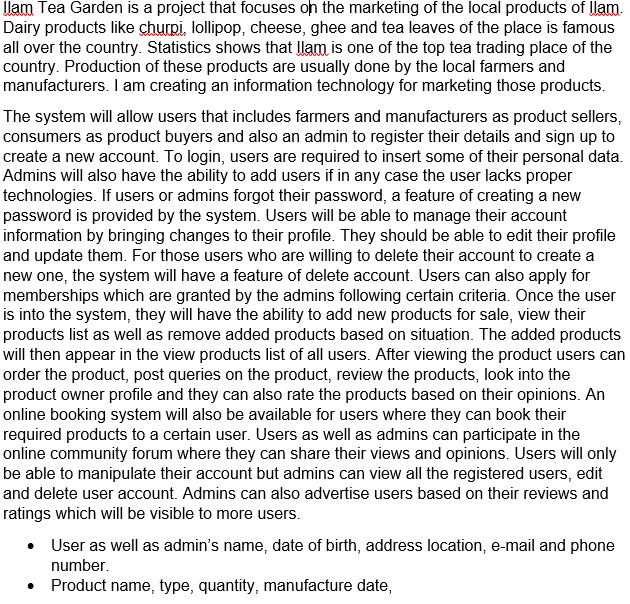 Ilam Tea Garden is a project that focuses on the marketing of the local products of Ilam.
Dairy products like churpi, lollipop, cheese, ghee and tea leaves of the place is famous
all over the country. Statistics shows that Ilam is one of the top tea trading place of the
country. Production of these products are usually done by the local farmers and
manufacturers. I am creating an information technology for marketing those products.
The system will allow users that includes farmers and manufacturers as product sellers,
consumers as product buyers and also an admin to register their details and sign up to
create a new account. To login, users are required to insert some of their personal data.
Admins will also have the ability to add users if in any case the user lacks proper
technologies. If users or admins forgot their password, a feature of creating a new
password is provided by the system. Users will be able to manage their account
information by bringing changes to their profile. They should be able to edit their profile
and update them. For those users who are willing to delete their account to create a
new one, the system will have a feature of delete account. Users can also apply for
memberships which are granted by the admins following certain criteria. Once the user
is into the system, they will have the ability to add new products for sale, view their
products list as well as remove added products based on situation. The added products
will then appear in the view products list of all users. After viewing the product users can
order the product, post queries on the product, review the products, look into the
product owner profile and they can also rate the products based on their opinions. An
online booking system will also be available for users where they can book their
required products to a certain user. Users as well as admins can participate in the
online community forum where they can share their views and opinions. Users will only
be able to manipulate their account but admins can view all the registered users, edit
and delete user account. Admins can also advertise users based on their reviews and
ratings which will be visible to more users.
• User as well as admin's name, date of birth, address location, e-mail and phone
number.
• Product name, type, quantity, manufacture date,